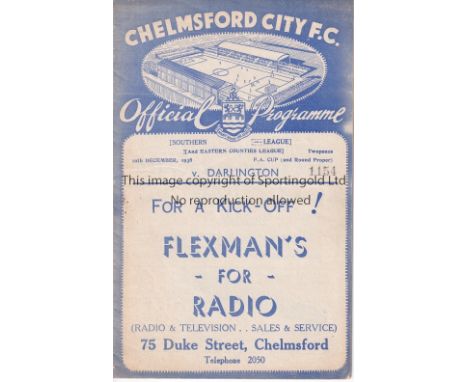 CHELMSFORD CITY F.C.
Official Programme
[SOUTHERN LEAGUE]
[And EASTERN COUNTIES LEAGUE] Twopence
10th DECEMBER, 1938 F.A. CUP (2nd Round Proper)
v. DARLINGTON 1154
This image copyright of Sportingold Ltd -
No reproduction allowed
FOR A KICK-OFF !
FLEXMAN'S
- FOR -
RADIO
(RADIO & TELEVISION . . SALES & SERVICE)
75 Duke Street, Chelmsford
Telephone 2050